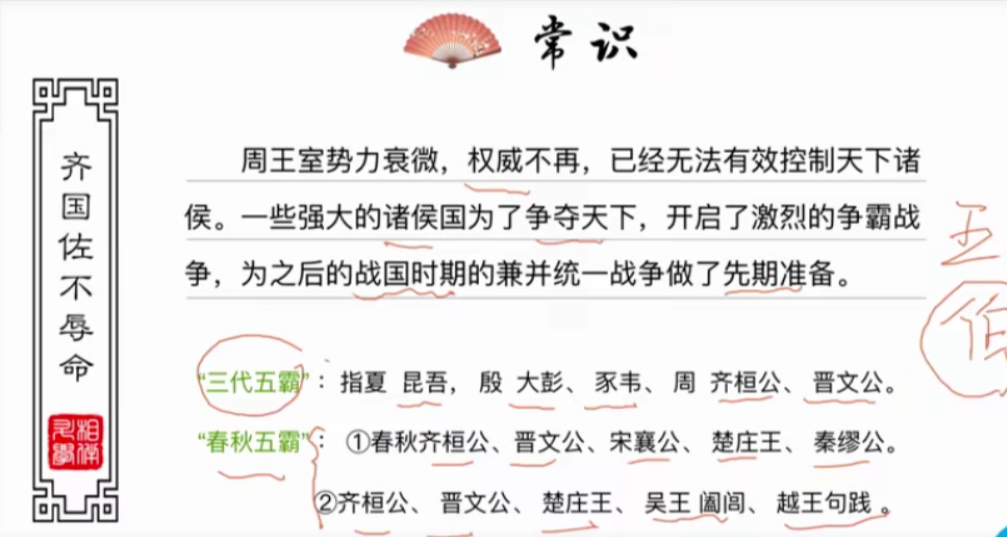 常识
齐国佐不辱命
周王室势力衰微，权威不再，已经无法有效控制天下诸
侯。一些强大的诸侯国为了争夺天下，开启了激烈的争霸战
争，为之后的战国时期的兼并统一战争做了先期准备。
“三代五霸”：指夏 昆吾，殷 大彭、豕韦、周 齐桓公、晋文公。
“春秋五霸”：①春秋齐桓公、晋文公、宋襄公、楚庄王、秦缪公。
②齐桓公、晋文公、楚庄王、吴王 阖闾、越王句践。
五
伯